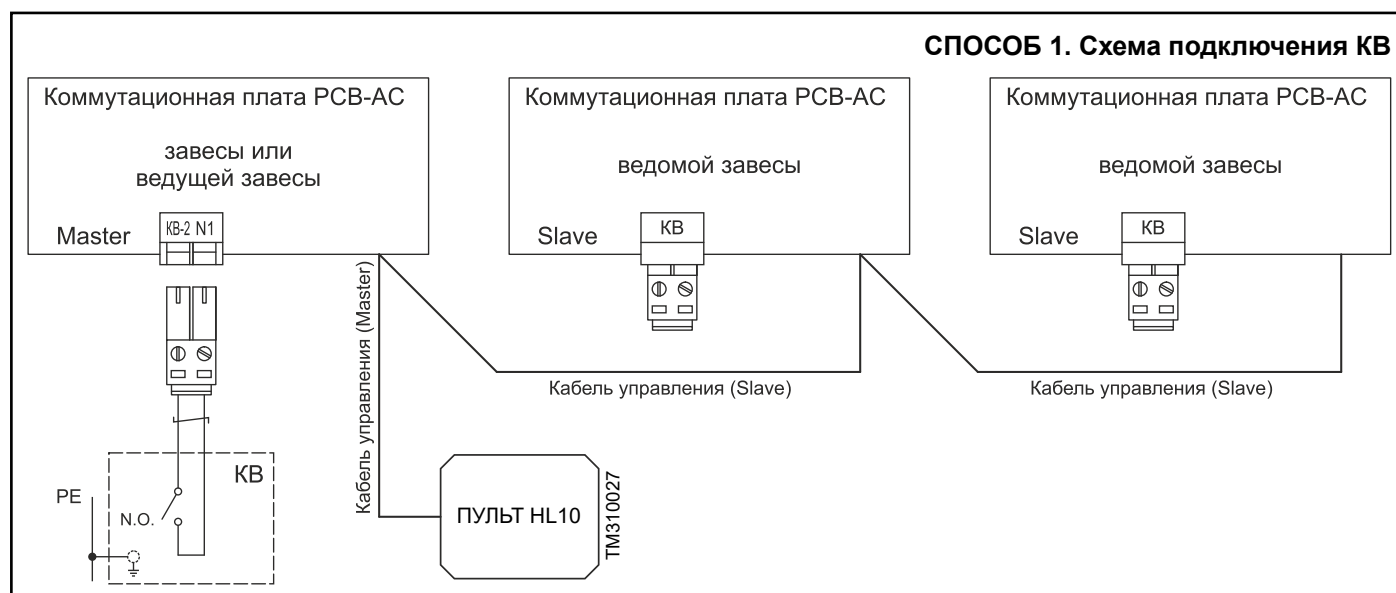 СПОСОБ 1. Схема подключения КВ
Коммутационная плата PCB-AC
завесы или
ведущей завесы
Master
КВ-2 N1
Коммутационная плата PCB-AC
ведомой завесы
Slave
КВ
Коммутационная плата PCB-AC
ведомой завесы
Slave
КВ
Кабель управления (Master)
Кабель управления (Slave)
Кабель управления (Slave)
КВ
PE
N.O.
ПУЛЬТ HL10
TM310027